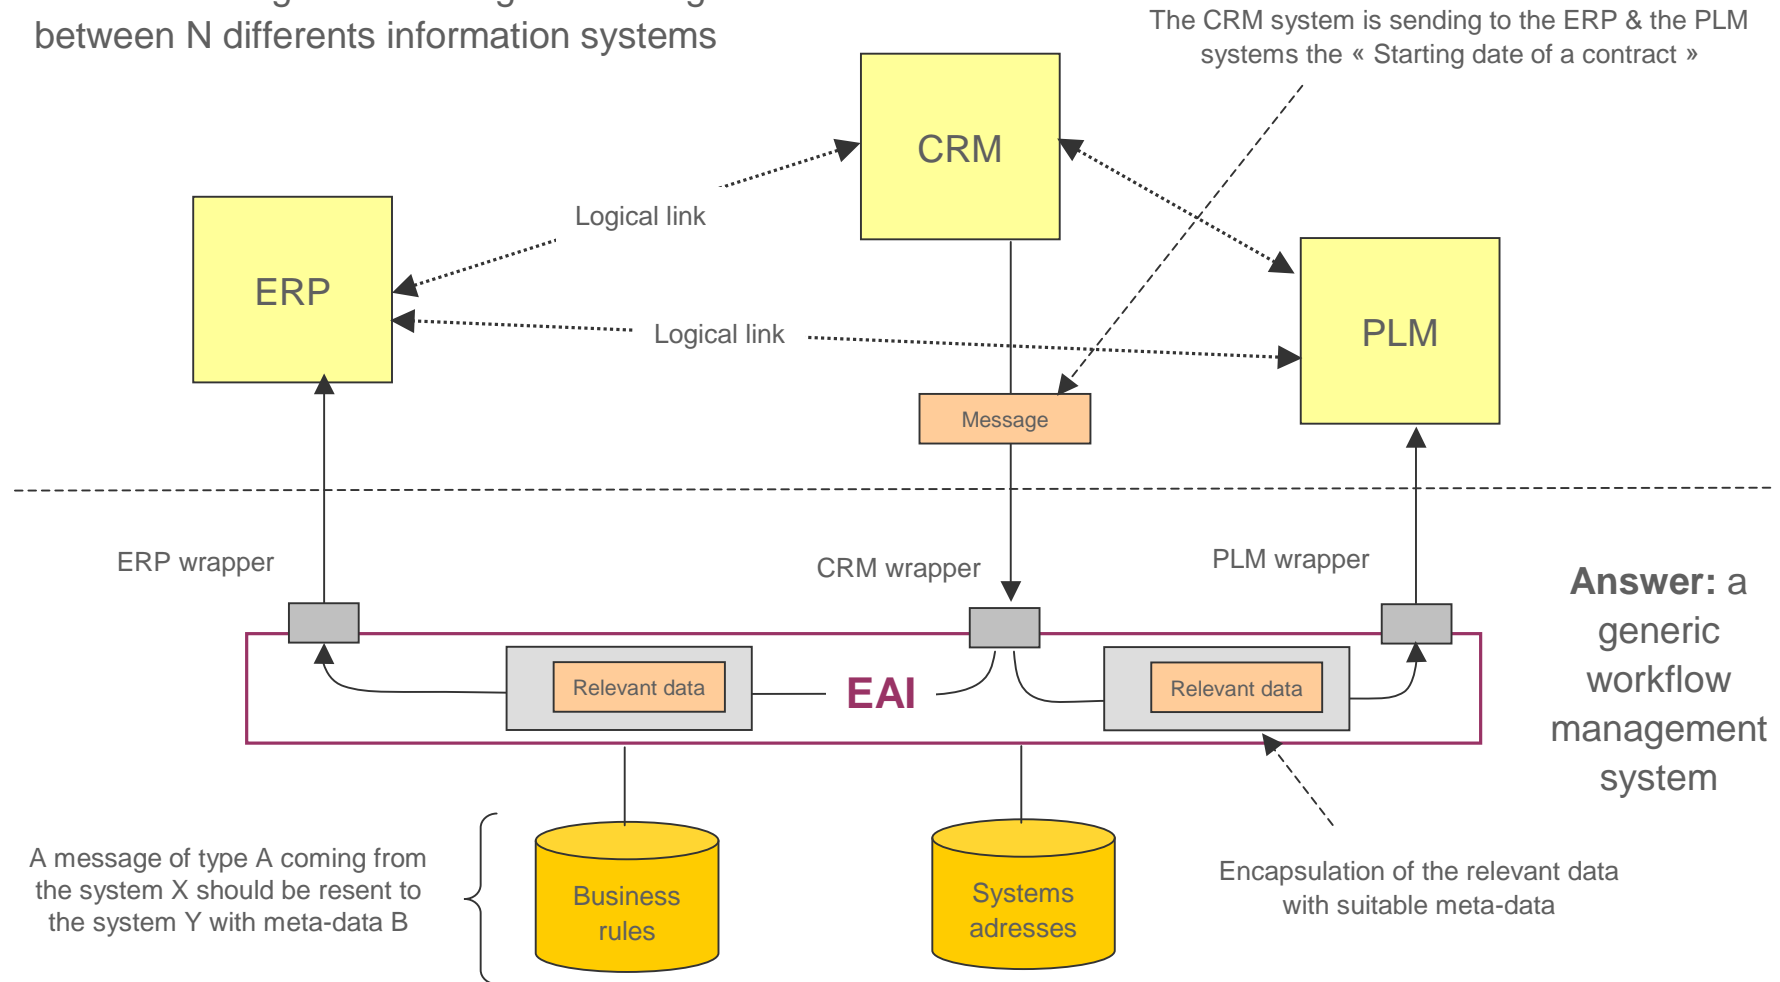 between N differents information systems
The CRM system is sending to the ERP & the PLM
systems the « Starting date of a contract »
CRM
Logical link
ERP
Logical link
PLM
Message
ERP wrapper
CRM wrapper
PLM wrapper
Answer: a
generic
workflow
management
system
Relevant data
EAI
Relevant data
A message of type A coming from
the system X should be resent to
the system Y with meta-data B
Business
rules
Systems
adresses
Encapsulation of the relevant data
with suitable meta-data